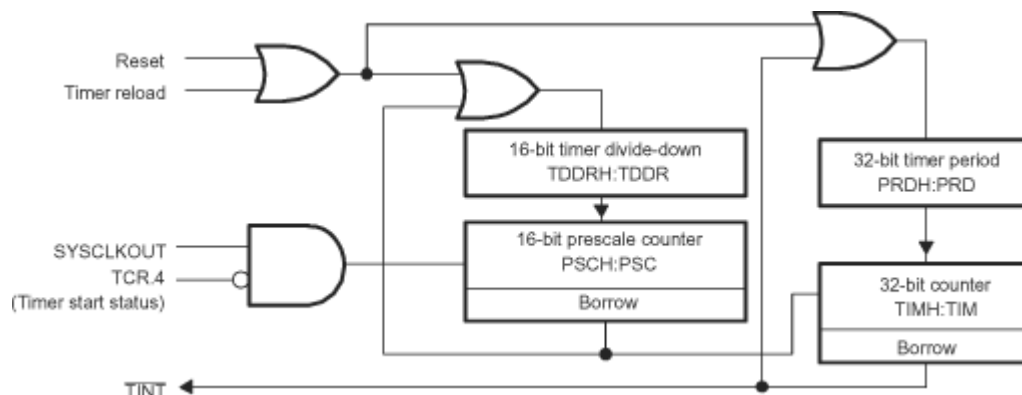 Reset
Timer reload
16-bit timer divide-down
TDDRH:TDDR
32-bit timer period
PRDH:PRD
SYSCLKOUT
TCR.4
(Timer start status)
16-bit prescale counter
PSCH:PSC
Borrow
32-bit counter
TIMH:TIM
Borrow
TINT